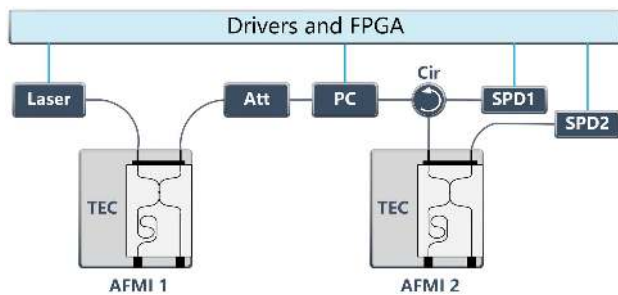 Drivers and FPGA
Cir
Laser
Att
PC
SPD1
SPD2
TEC
TEC
AFMI 1
AFMI 2